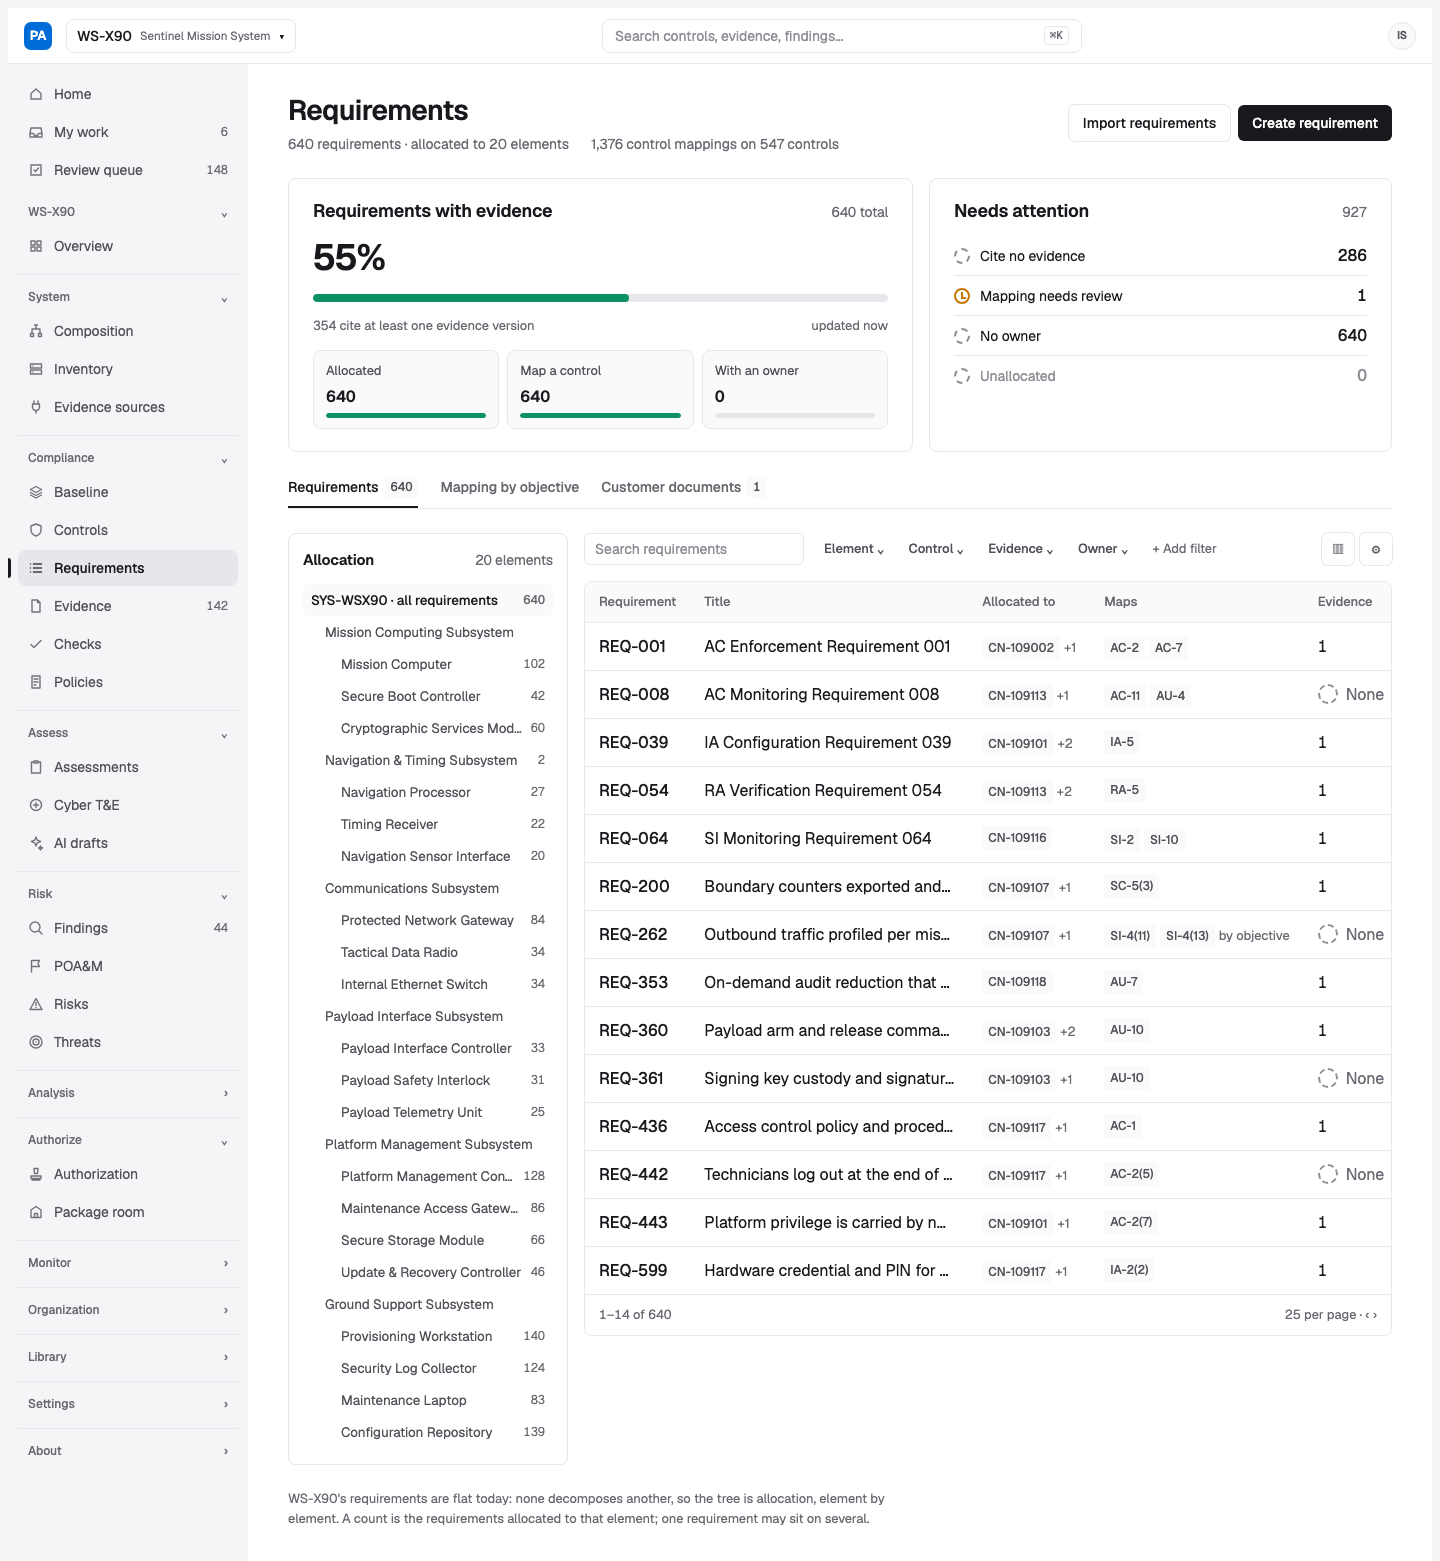 PA
WS-X90 Sentinel Mission System
Search controls, evidence, findings...
⌘K
IS
Home
My work 6
Review queue 148
WS-X90
Overview
System
Composition
Inventory
Evidence sources
Compliance
Baseline
Controls
Requirements
Evidence 142
Checks
Policies
Assess
Assessments
Cyber T&E
AI drafts
Risk
Findings 44
POA&M
Risks
Threats
Analysis
Authorize
Authorization
Package room
Monitor
Organization
Library
Settings
About
Requirements
640 requirements · allocated to 20 elements 1,376 control mappings on 547 controls
Import requirements
Create requirement
Requirements with evidence 640 total
55%
354 cite at least one evidence version updated now
Allocated
640
Map a control
640
With an owner
0
Needs attention 927
Cite no evidence 286
Mapping needs review 1
No owner 640
Unallocated 0
Requirements 640 Mapping by objective Customer documents 1
Allocation 20 elements
SYS-WSX90 · all requirements 640
Mission Computing Subsystem
Mission Computer 102
Secure Boot Controller 42
Cryptographic Services Mod... 60
Navigation & Timing Subsystem 2
Navigation Processor 27
Timing Receiver 22
Navigation Sensor Interface 20
Communications Subsystem
Protected Network Gateway 84
Tactical Data Radio 34
Internal Ethernet Switch 34
Payload Interface Subsystem
Payload Interface Controller 33
Payload Safety Interlock 31
Payload Telemetry Unit 25
Platform Management Subsystem
Platform Management Con... 128
Maintenance Access Gatew... 86
Secure Storage Module 66
Update & Recovery Controller 46
Ground Support Subsystem
Provisioning Workstation 140
Security Log Collector 124
Maintenance Laptop 83
Configuration Repository 139
Search requirements
Element Control Evidence Owner + Add filter
Requirement Title Allocated to Maps Evidence
REQ-001 AC Enforcement Requirement 001 CN-109002 +1 AC-2 AC-7 1
REQ-008 AC Monitoring Requirement 008 CN-109113 +1 AC-11 AU-4 None
REQ-039 IA Configuration Requirement 039 CN-109101 +2 IA-5 1
REQ-054 RA Verification Requirement 054 CN-109113 +2 RA-5 1
REQ-064 SI Monitoring Requirement 064 CN-109116 SI-2 SI-10 1
REQ-200 Boundary counters exported and... CN-109107 +1 SC-5(3) 1
REQ-262 Outbound traffic profiled per mis... CN-109107 +1 SI-4(11) SI-4(13) by objective None
REQ-353 On-demand audit reduction that ... CN-109118 AU-7 1
REQ-360 Payload arm and release comma... CN-109103 +2 AU-10 1
REQ-361 Signing key custody and signatur... CN-109103 +1 AU-10 None
REQ-436 Access control policy and proced... CN-109117 +1 AC-1 1
REQ-442 Technicians log out at the end of ... CN-109117 +1 AC-2(5) None
REQ-443 Platform privilege is carried by n... CN-109101 +1 AC-2(7) 1
REQ-599 Hardware credential and PIN for ... CN-109117 +1 IA-2(2) 1
1–14 of 640 25 per page · ‹ ›
WS-X90's requirements are flat today: none decomposes another, so the tree is allocation, element by
element. A count is the requirements allocated to that element; one requirement may sit on several.